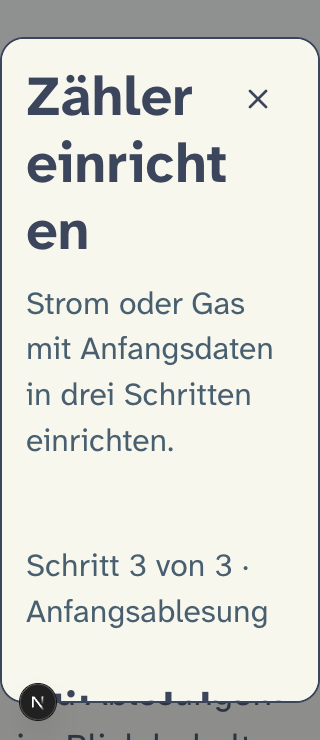 Zähler
einricht
en
Strom oder Gas
mit Anfangsdaten
in drei Schritten
einrichten.
Schritt 3 von 3 ·
Anfangsablesung
N